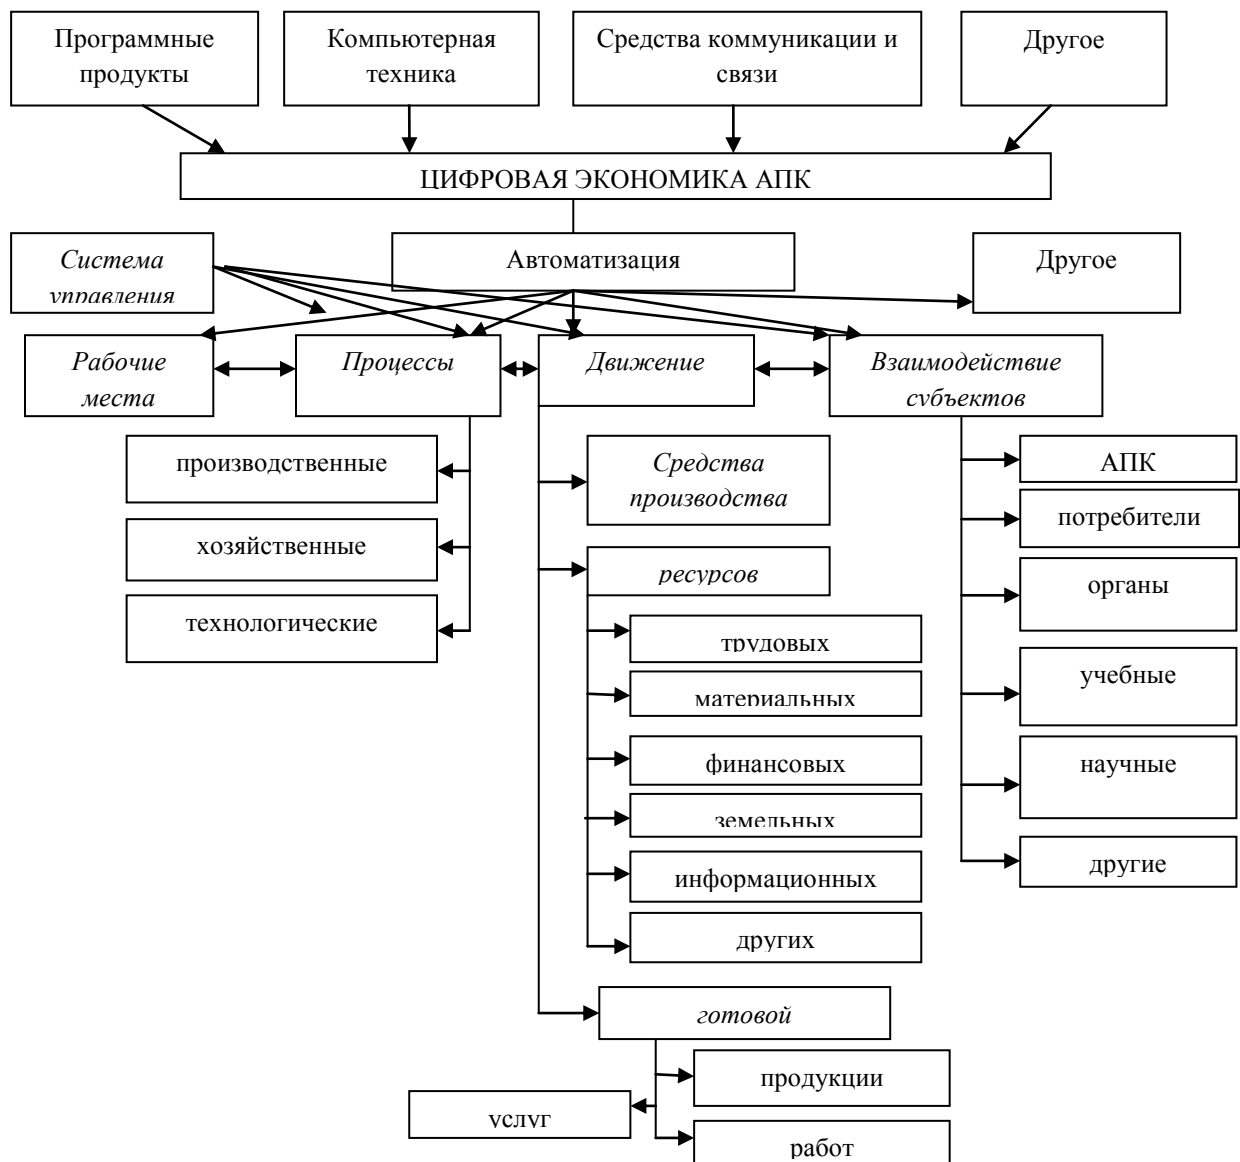 Программные
продукты
Компьютерная
техника
Средства коммуникации и
связи
Другое
ЦИФРОВАЯ ЭКОНОМИКА АПК
Система
управления
Автоматизация
Другое
Рабочие
места
Процессы
Движение
Взаимодействие
субъектов
производственные
хозяйственные
технологические
Средства
производства
ресурсов
трудовых
материальных
финансовых
земельных
информационных
других
АПК
потребители
органы
учебные
научные
другие
готовой
продукции
услуг
работ